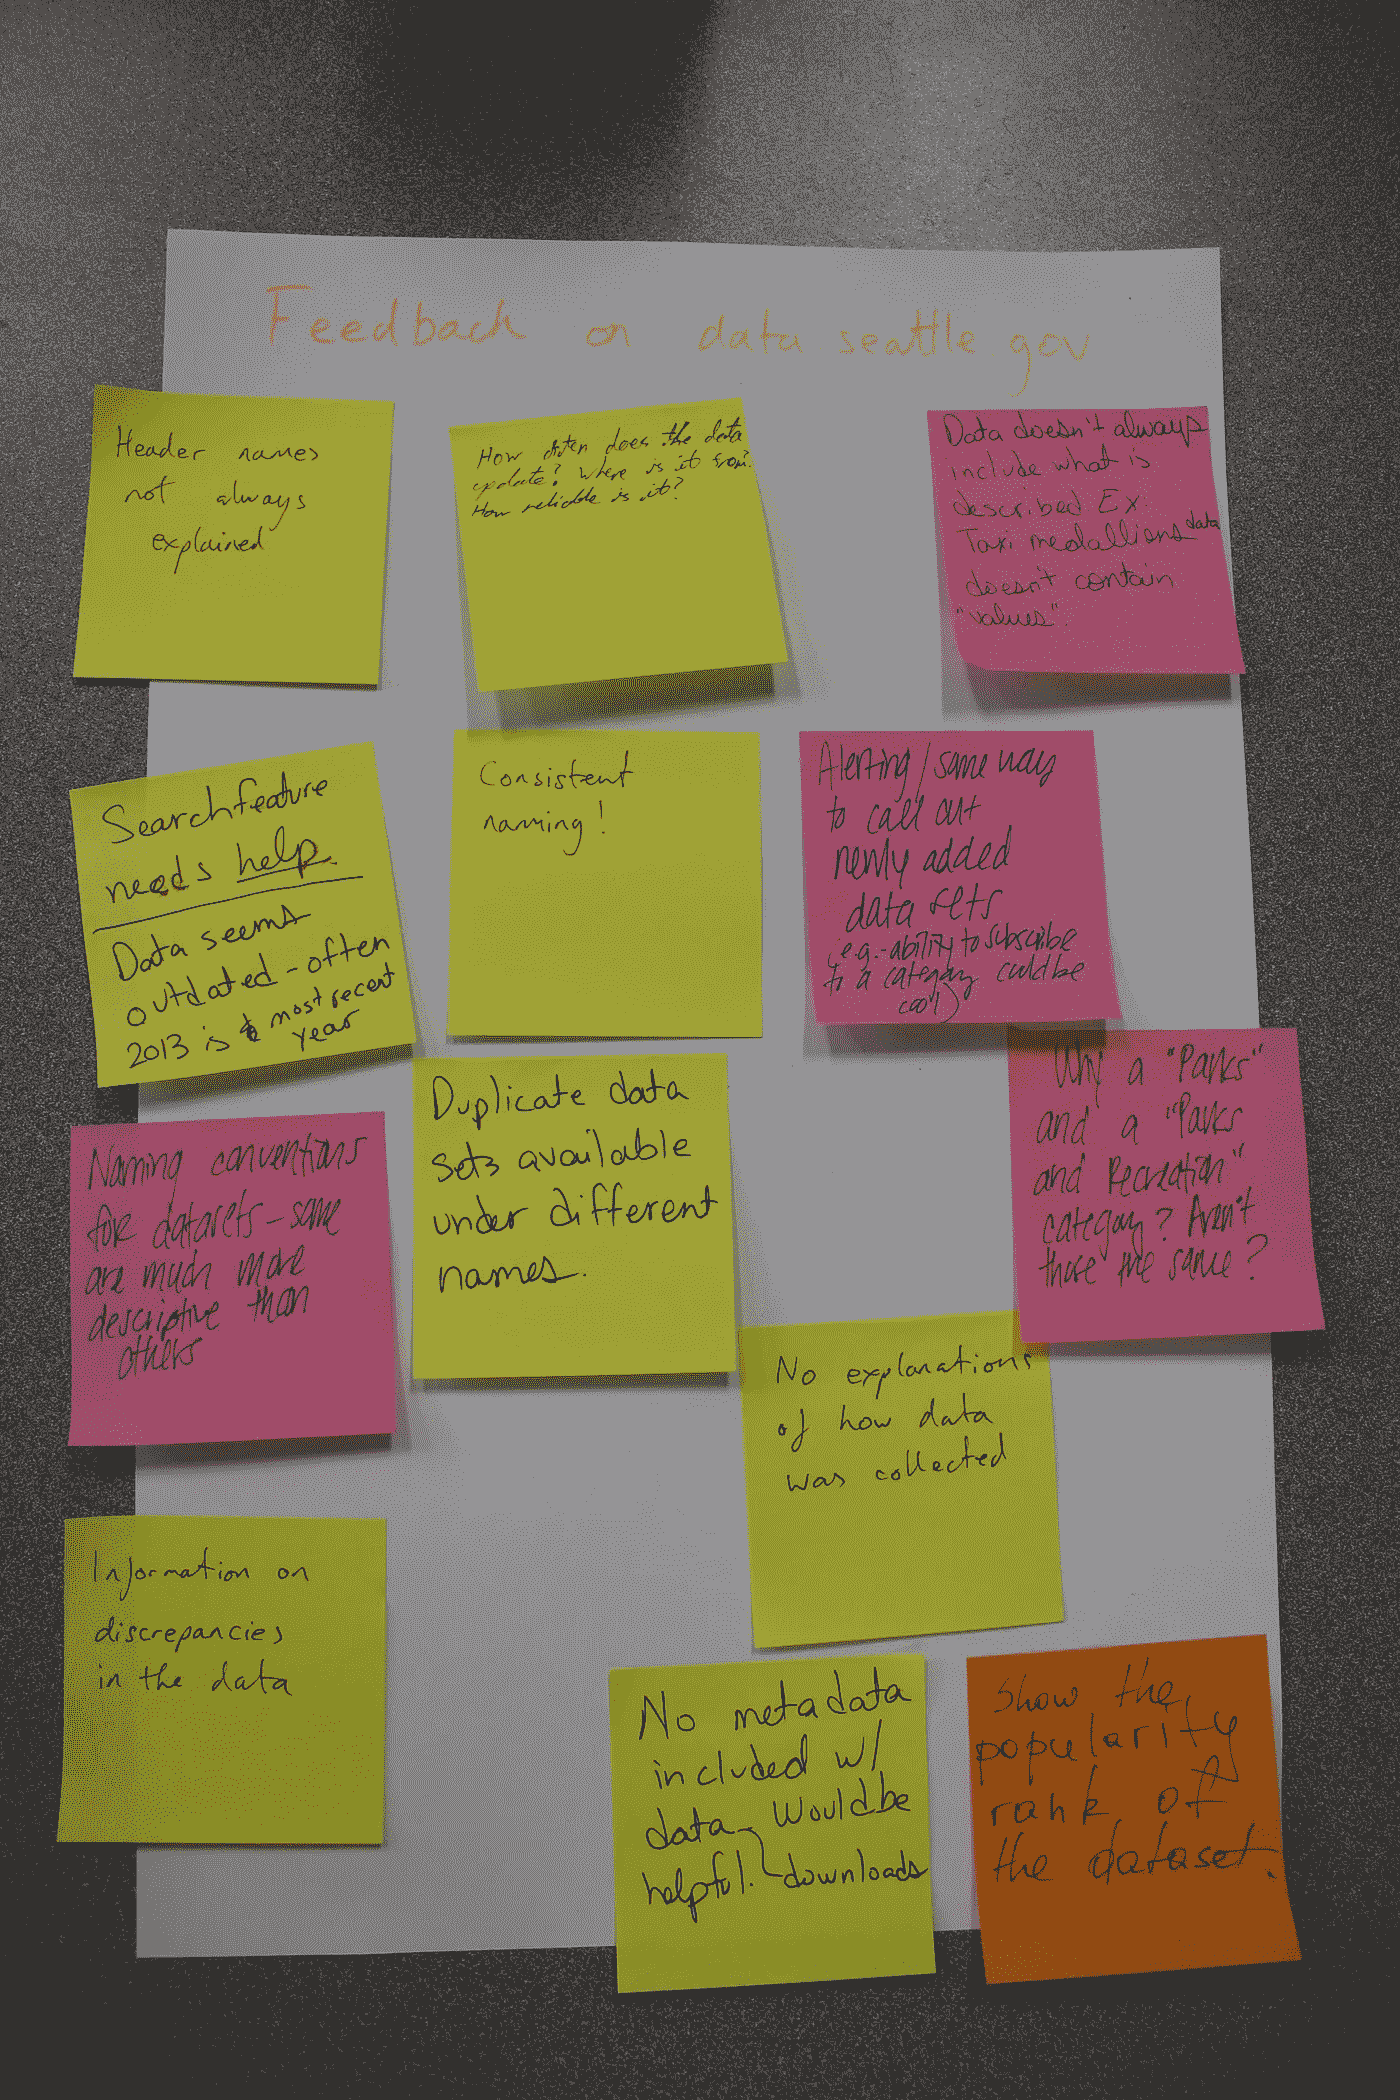 Feedback on data seattle gov
Header names
not always
explained
How often does the data
update? Where is it from?
How reliable is it?
Data doesn't always
include what is
described Ex.
Taxi medallions data
doesn't contain
"values".
Search feature
needs help.
Data seems
outdated - often
2013 is most recent
year
Consistent
naming!
Alerting/some way
to call out
newly added
data sets
(e.g. - ability to subscribe
to a category could be
cool)
Naming conventions
for datasets - some
are much more
descriptive than
others
Duplicate data
sets available
under different
names.
Why a "Parks"
and a "Parks
and Recreation"
category? Aren't
those the same?
No explanations
of how data
was collected
Information on
discrepancies
in the data
No metadata
included w/
data downloads
Would be
helpful.
Show the
popularity
rank of
the dataset.